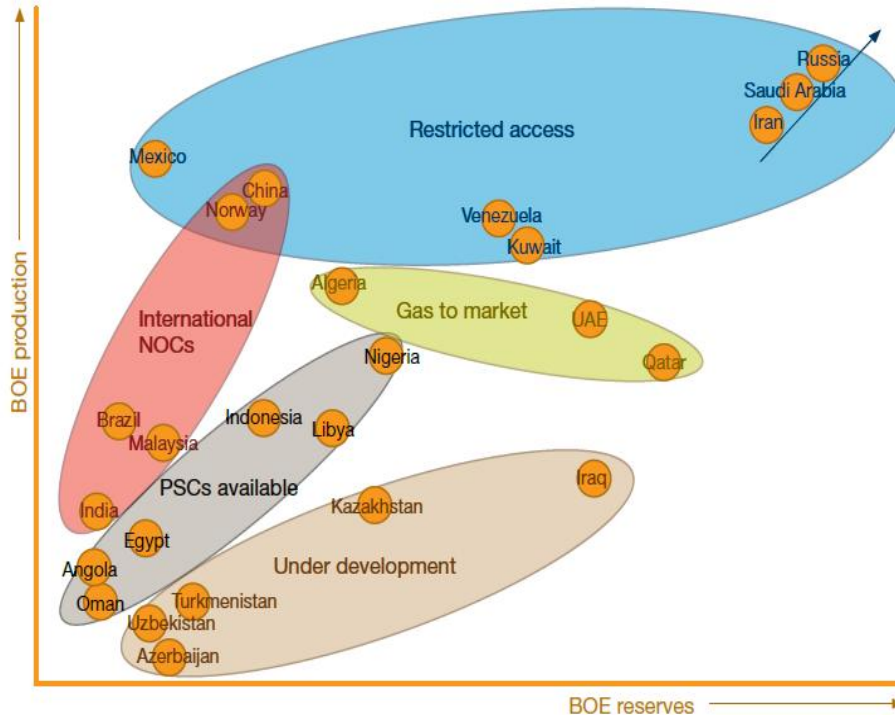 Russia
Saudi Arabia
Iran
Restricted access
Mexico
China
Norway
Venezuela
Kuwait
Algeria
Gas to market
UAE
Qatar
International
NOCs
Nigeria
Brazil
Malaysia
Indonesia
Libya
PSCs available
India
Kazakhstan
Iraq
Egypt
Angola
Oman
Under development
Turkmenistan
Uzbekistan
Azerbaijan
BOE production
BOE reserves